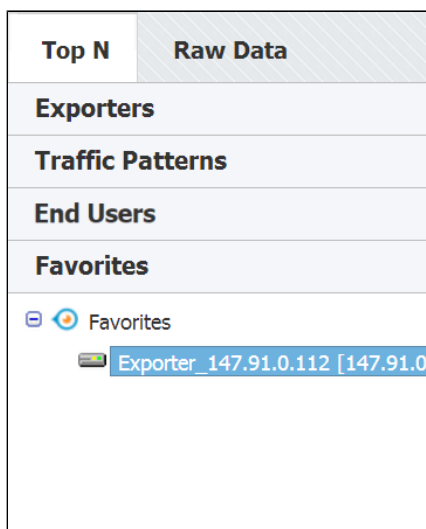 Top N Raw Data
Exporters
Traffic Patterns
End Users
Favorites
Favorites
Exporter_147.91.0.112 [147.91.0